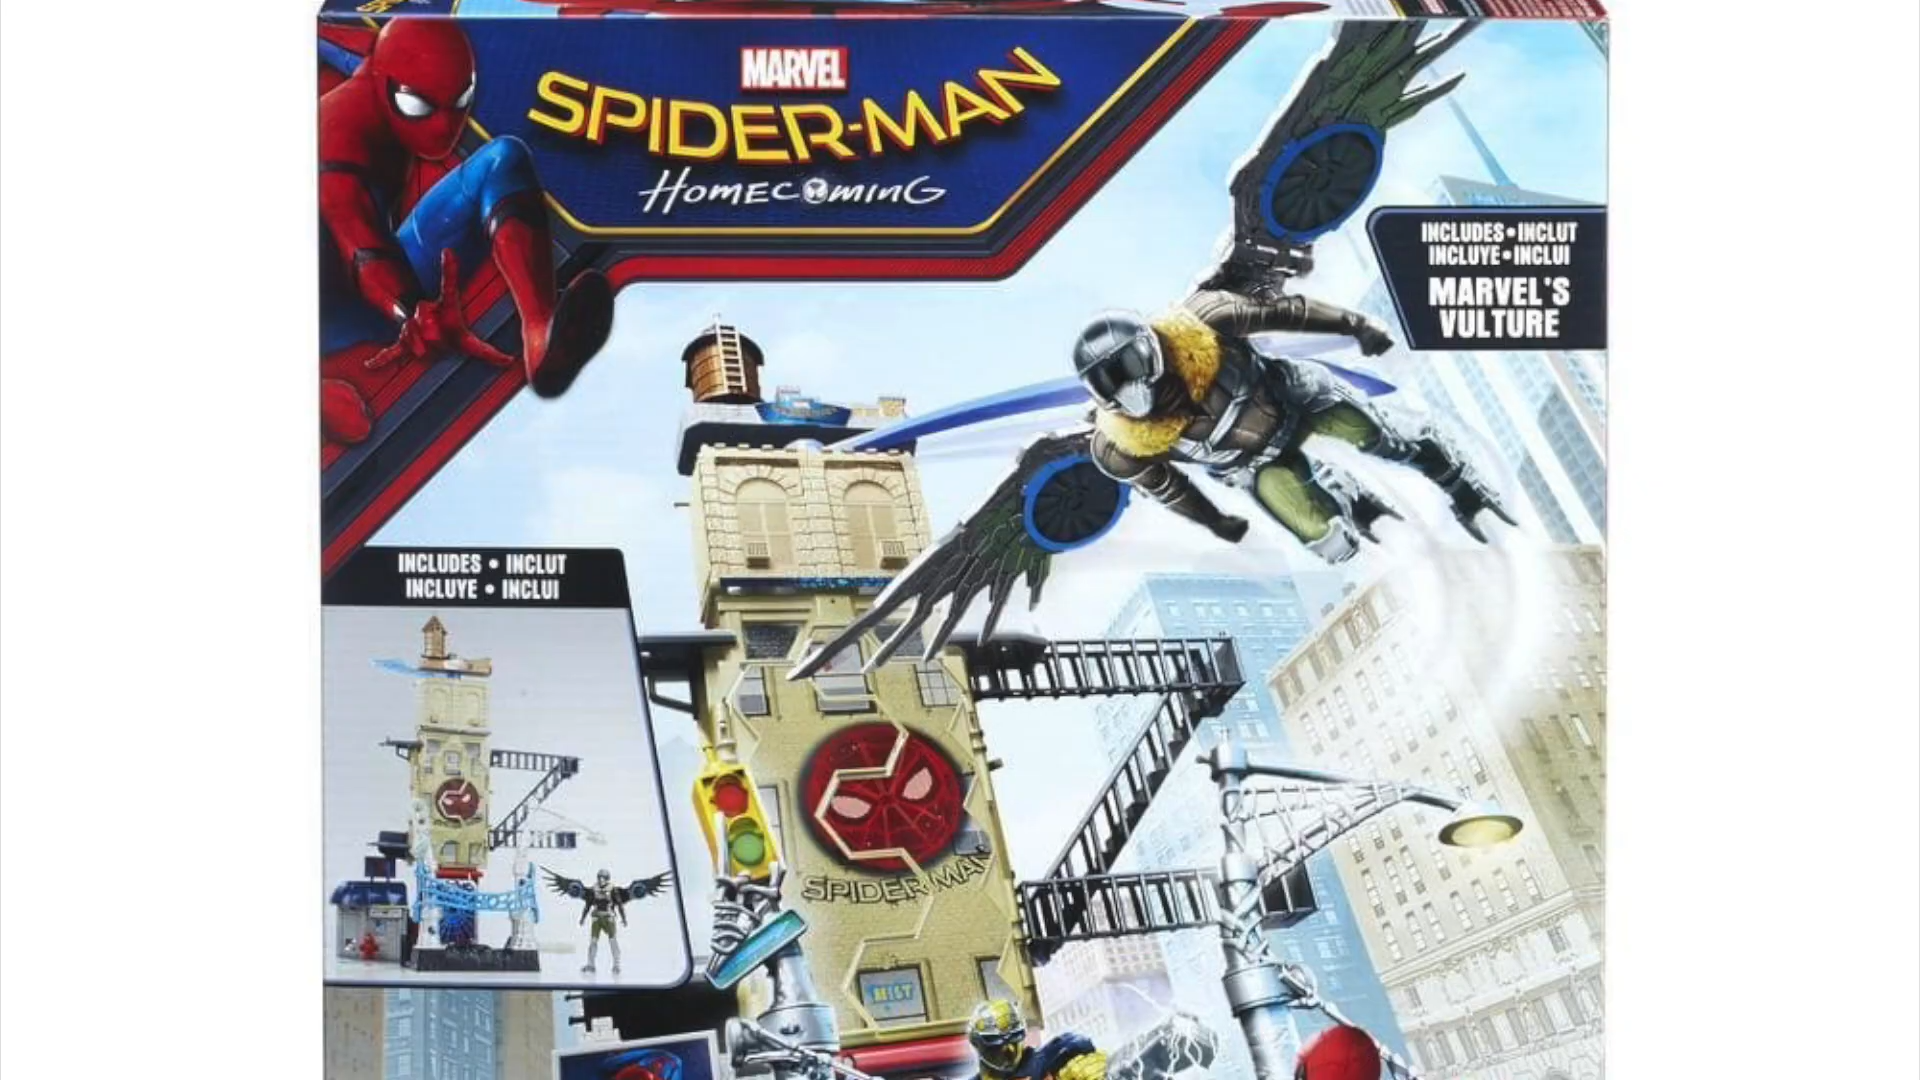 MARVEL
SPIDER-MAN
HOMECOMING
INCLUDES • INCLUT
INCLUYE • INCLUI
MARVEL'S
VULTURE
INCLUDES • INCLUT
INCLUYE • INCLUI
SPIDER-MAN